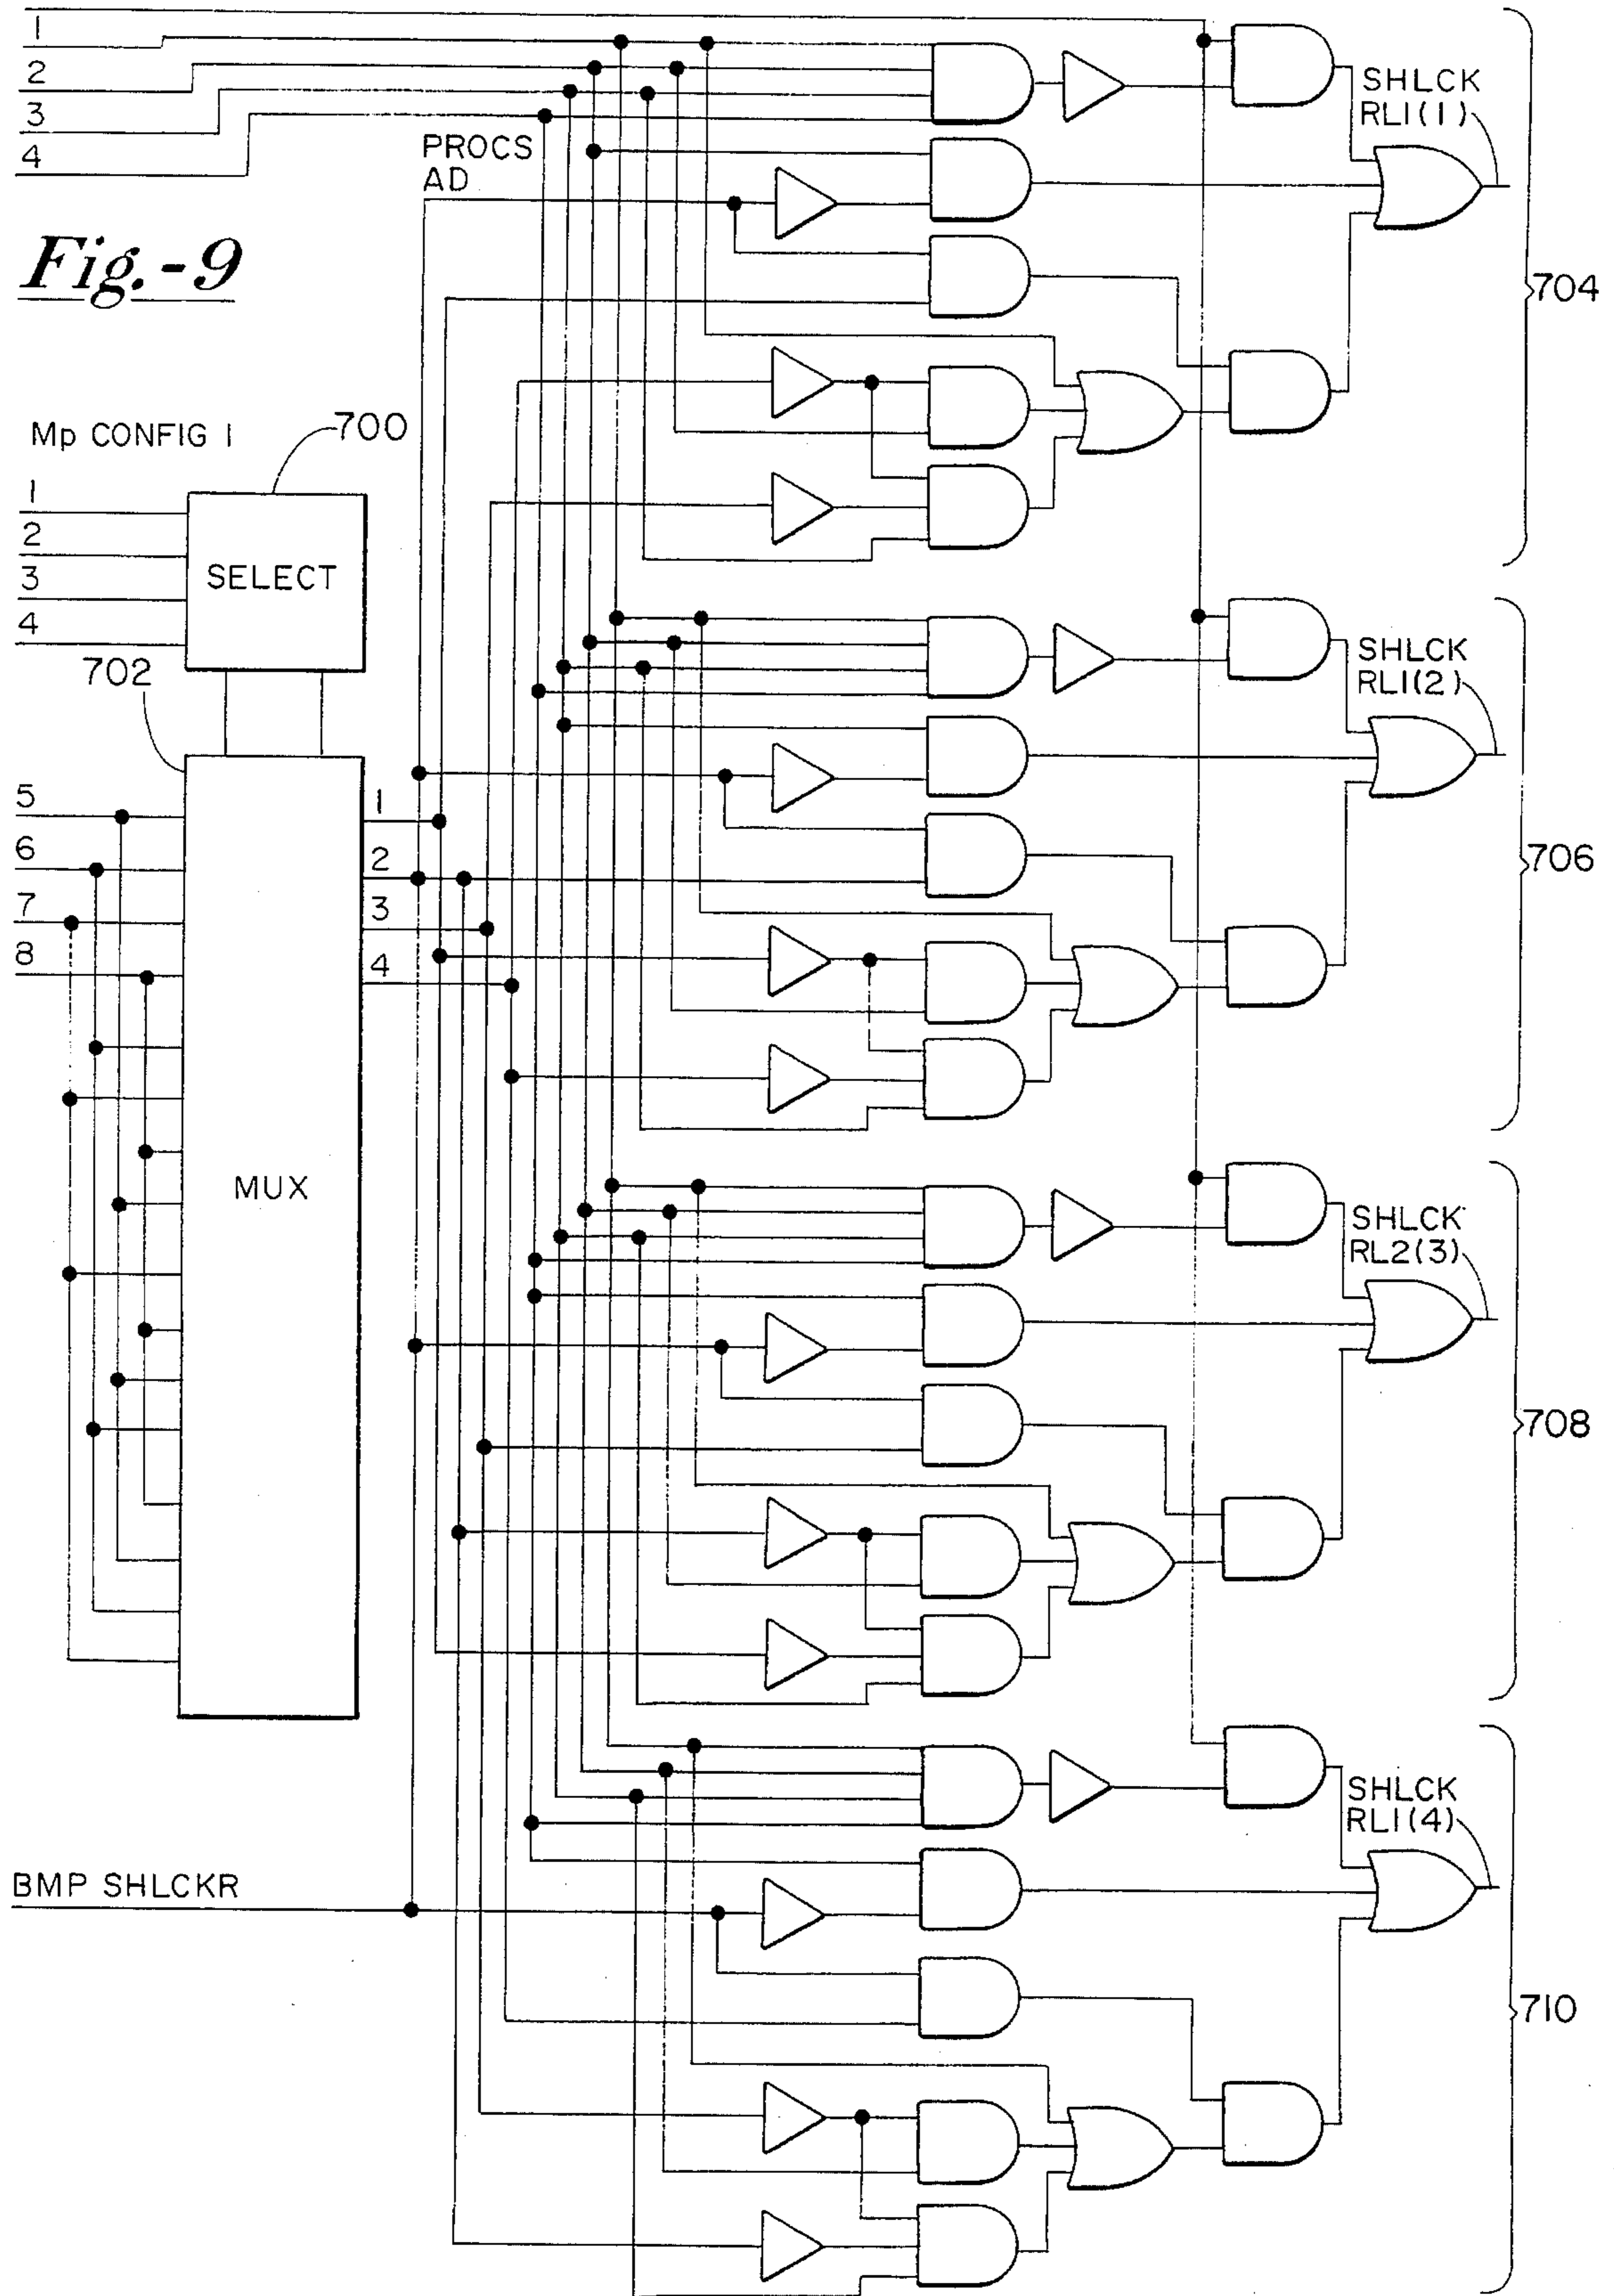 1
2
3
4
PROCS
AD
SHLCK
RL1(1)
Fig.-9
704
Mp CONFIG 1
700
1
2
3
4
SELECT
702
SHLCK
RL1(2)
706
5
6
7
8
1
2
3
4
MUX
SHLCK
RL2(3)
708
SHLCK
RL1(4)
BMP SHLCKR
710